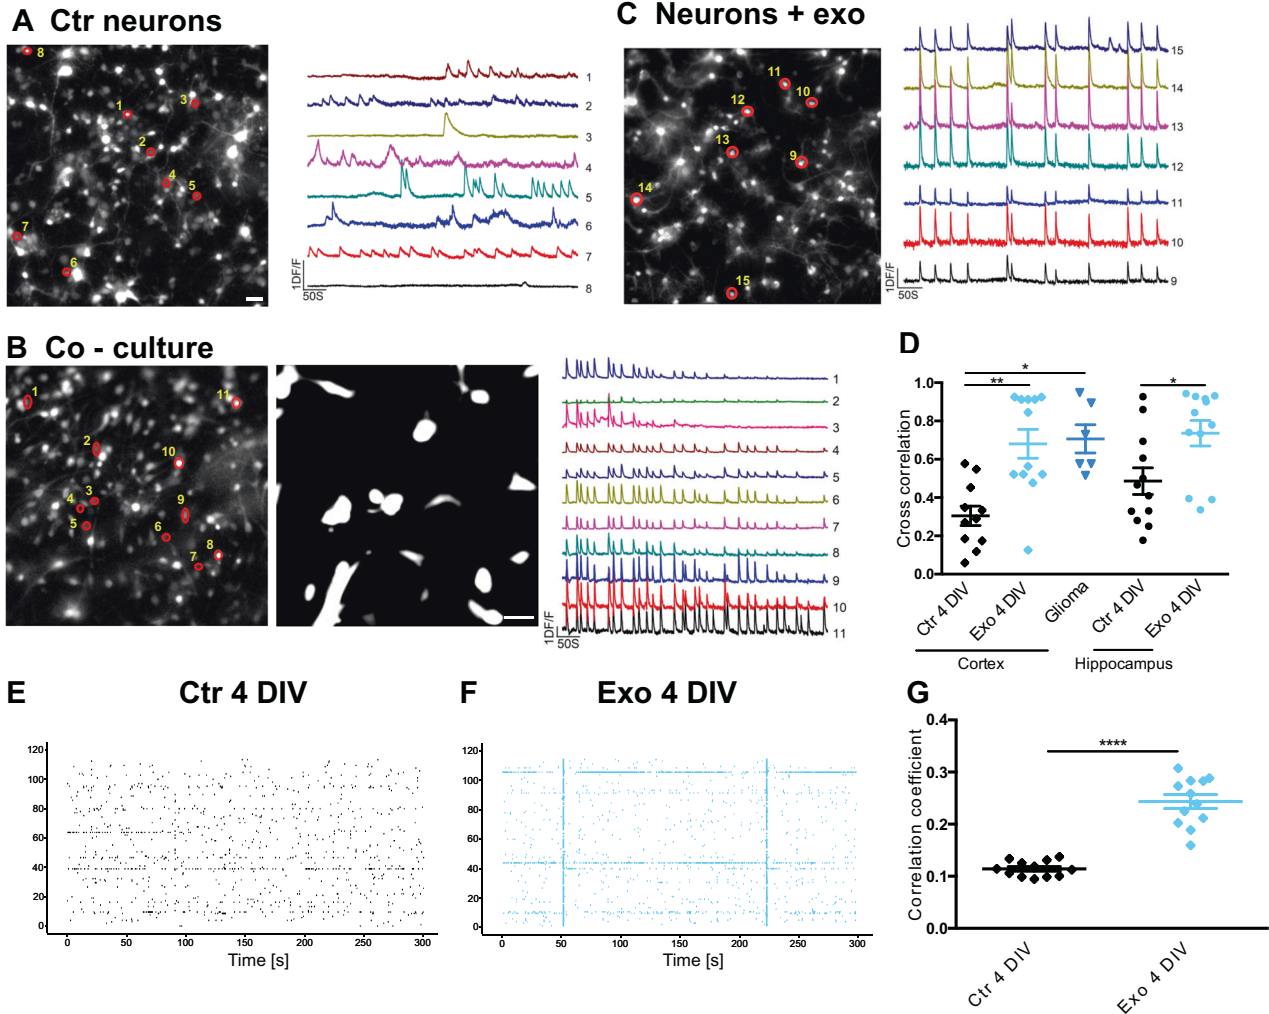 A Ctr neurons
8
1
3
2
4
5
7
6
1
2
3
4
5
6
7
8
1DF/F
50S
C Neurons + exo
11
10
12
13
9
14
15
15
14
13
12
11
10
9
1DF/F
50S
B Co - culture
1
11
2
10
3
4
9
5
6
8
7
1
2
3
4
5
6
7
8
9
10
11
1DF/F
50S
D
Cross correlation
1.0
0.8
0.6
0.4
0.2
0.0
*
**
*
Ctr 4 DIV
Exo 4 DIV
Glioma
Ctr 4 DIV
Exo 4 DIV
Cortex
Hippocampus
E Ctr 4 DIV
120
100
80
60
40
20
0
0 50 100 150 200 250 300
Time [s]
F Exo 4 DIV
120
100
80
60
40
20
0
0 50 100 150 200 250 300
Time [s]
G
Correlation coefficient
0.4
0.3
0.2
0.1
0.0
****
Ctr 4 DIV
Exo 4 DIV